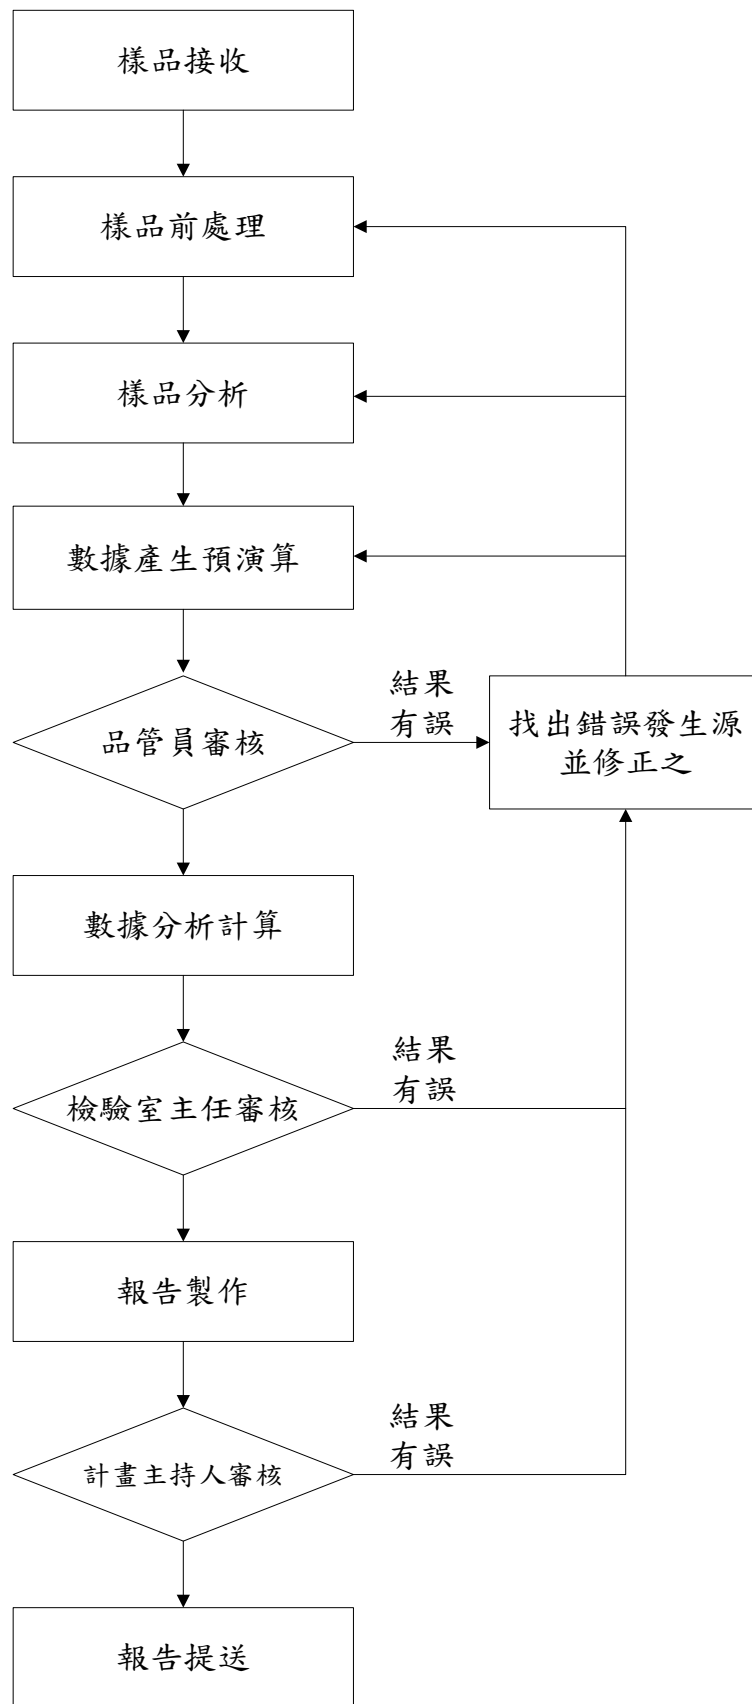 樣品接收
樣品前處理
樣品分析
數據產生預演算
結果
有誤
品管員審核
找出錯誤發生源
並修正之
數據分析計算
結果
有誤
檢驗室主任審核
報告製作
結果
有誤
計畫主持人審核
報告提送